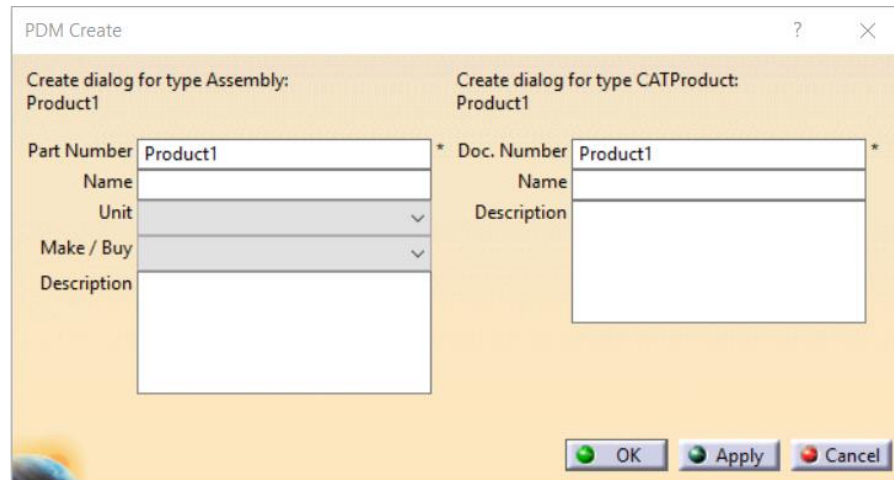 PDM Create
?
Create dialog for type Assembly:
Product1
Part Number Product1 *
Name
Unit
Make / Buy
Description
Create dialog for type CATProduct:
Product1
Doc. Number Product1 *
Name
Description
OK Apply Cancel